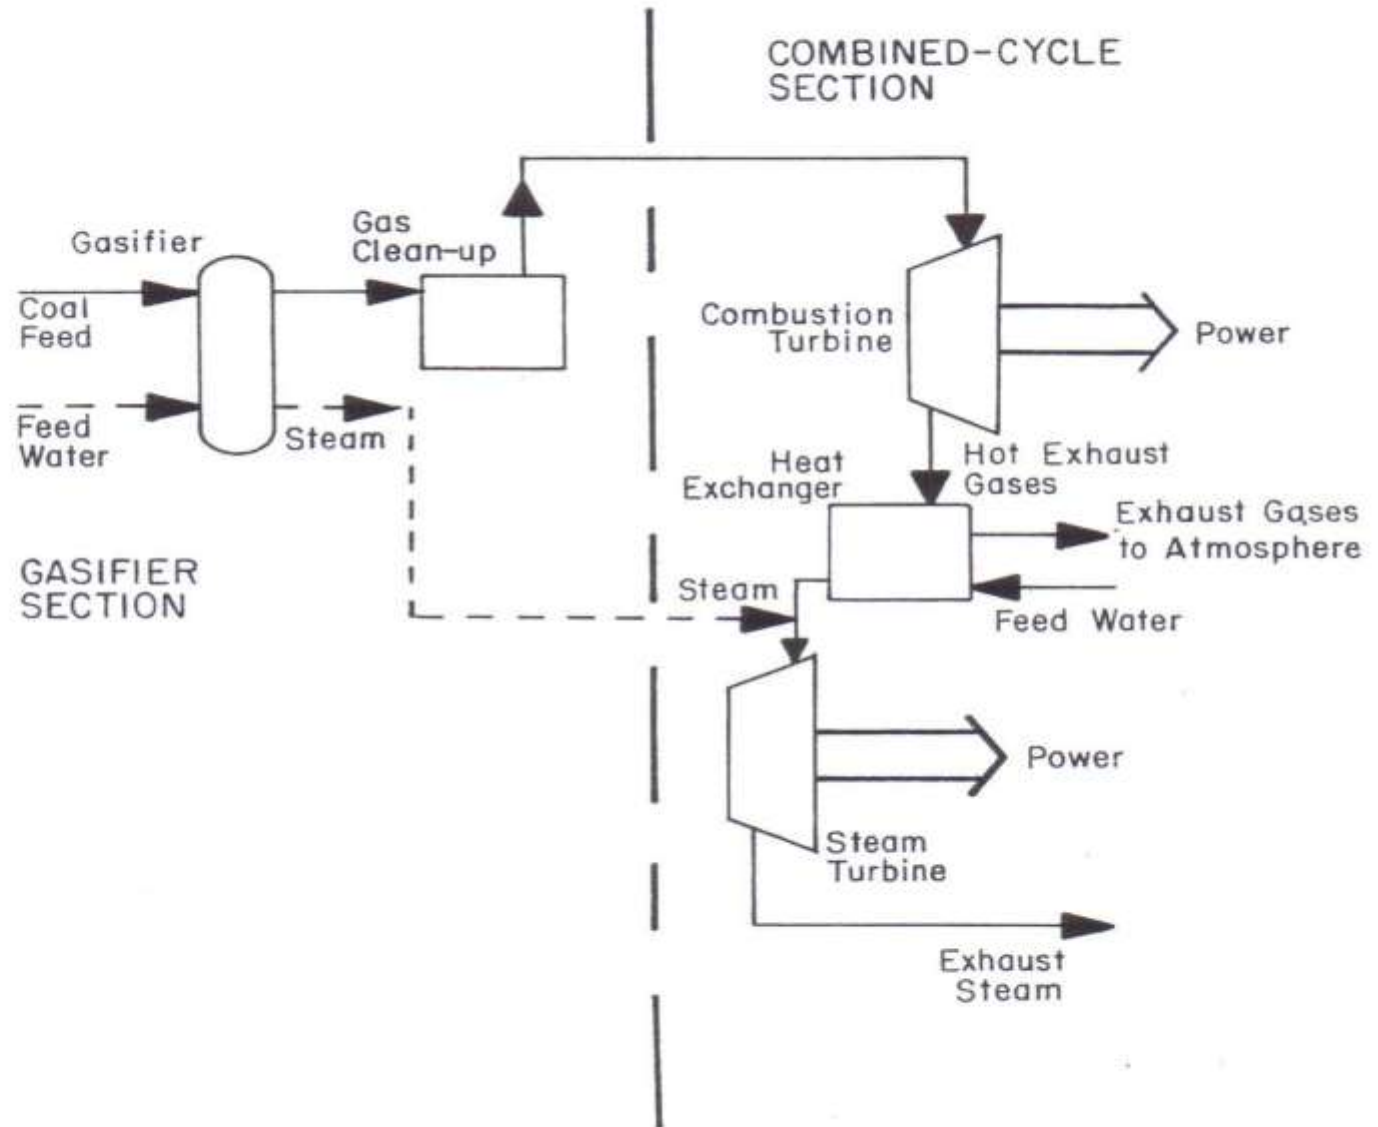 COMBINED-CYCLE
SECTION
Gasifier
Gas
Clean-up
Coal
Feed
Combustion
Turbine
Power
Feed
Water
Steam
Heat
Exchanger
Hot Exhaust
Gases
Exhaust Gases
to Atmosphere
GASIFIER
SECTION
Steam
Feed Water
Power
Steam
Turbine
Exhaust
Steam